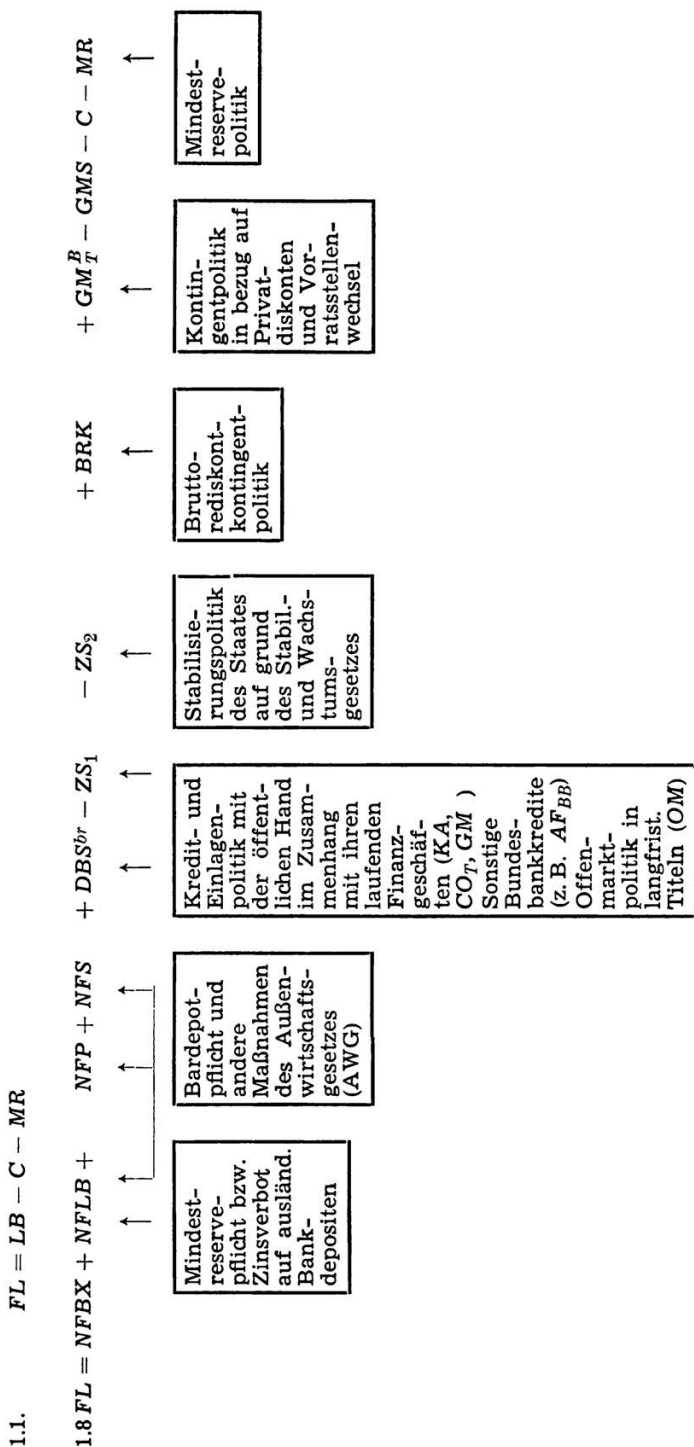 1.1. FL = LB − C − MR
1.8 FL = NFBX + NFLB + NFP + NFS + DBS^{br} − ZS_1 − ZS_2 + BRK + GM_T^B − GMS − C − MR
↑ ↑ ↑ ↑ ↑ ↑ ↑ ↑ ↑ ↑
Mindest-
reserve-
pflicht bzw.
Zinsverbot
auf ausländ.
Bank-
depositen
Bardepot-
pflicht und
andere
Maßnahmen
des Außen-
wirtschafts-
gesetzes
(AWG)
Kredit- und
Einlagen-
politik mit
der öffent-
lichen Hand
im Zusam-
menhang
mit ihren
laufenden
Finanz-
geschäf-
ten (KA,
CO_T, GM )
Sonstige
Bundes-
bankkredite
(z. B. AF_{BB})
Offen-
markt-
politik in
langfrist.
Titeln (OM)
Stabilisie-
rungspolitik
des Staates
auf grund
des Stabil.-
und Wachs-
tums-
gesetzes
Brutto-
rediskont-
kontingent-
politik
Kontin-
gentpolitik
in bezug auf
Privat-
diskonten
und Vor-
ratsstellen-
wechsel
Mindest-
reserve-
politik